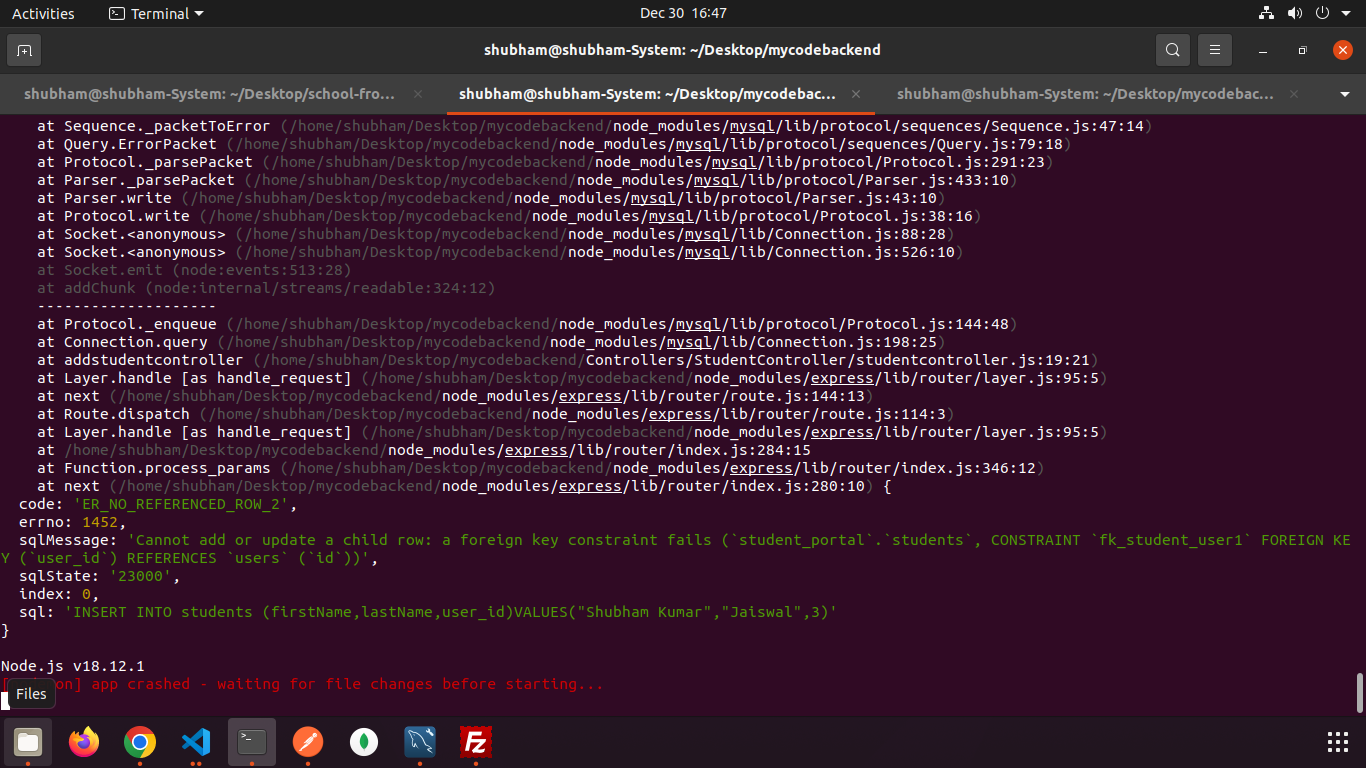 Activities
Terminal
Dec 30 16:47
shubham@shubham-System: ~/Desktop/mycodebackend
shubham@shubham-System: ~/Desktop/school-fro...
shubham@shubham-System: ~/Desktop/mycodebac...
shubham@shubham-System: ~/Desktop/mycodebac...
at Sequence._packetToError (/home/shubham/Desktop/mycodebackend/node_modules/mysql/lib/protocol/sequences/Sequence.js:47:14)
at Query.ErrorPacket (/home/shubham/Desktop/mycodebackend/node_modules/mysql/lib/protocol/sequences/Query.js:79:18)
at Protocol._parsePacket (/home/shubham/Desktop/mycodebackend/node_modules/mysql/lib/protocol/Protocol.js:291:23)
at Parser._parsePacket (/home/shubham/Desktop/mycodebackend/node_modules/mysql/lib/protocol/Parser.js:433:10)
at Parser.write (/home/shubham/Desktop/mycodebackend/node_modules/mysql/lib/protocol/Parser.js:43:10)
at Protocol.write (/home/shubham/Desktop/mycodebackend/node_modules/mysql/lib/protocol/Protocol.js:38:16)
at Socket.<anonymous> (/home/shubham/Desktop/mycodebackend/node_modules/mysql/lib/Connection.js:88:28)
at Socket.<anonymous> (/home/shubham/Desktop/mycodebackend/node_modules/mysql/lib/Connection.js:526:10)
at Socket.emit (node:events:513:28)
at addChunk (node:internal/streams/readable:324:12)
--------------------
at Protocol._enqueue (/home/shubham/Desktop/mycodebackend/node_modules/mysql/lib/protocol/Protocol.js:144:48)
at Connection.query (/home/shubham/Desktop/mycodebackend/node_modules/mysql/lib/Connection.js:198:25)
at addstudentcontroller (/home/shubham/Desktop/mycodebackend/Controllers/StudentController/studentcontroller.js:19:21)
at Layer.handle [as handle_request] (/home/shubham/Desktop/mycodebackend/node_modules/express/lib/router/layer.js:95:5)
at next (/home/shubham/Desktop/mycodebackend/node_modules/express/lib/router/route.js:144:13)
at Route.dispatch (/home/shubham/Desktop/mycodebackend/node_modules/express/lib/router/route.js:114:3)
at Layer.handle [as handle_request] (/home/shubham/Desktop/mycodebackend/node_modules/express/lib/router/layer.js:95:5)
at /home/shubham/Desktop/mycodebackend/node_modules/express/lib/router/index.js:284:15
at Function.process_params (/home/shubham/Desktop/mycodebackend/node_modules/express/lib/router/index.js:346:12)
at next (/home/shubham/Desktop/mycodebackend/node_modules/express/lib/router/index.js:280:10) {
code: 'ER_NO_REFERENCED_ROW_2',
errno: 1452,
sqlMessage: 'Cannot add or update a child row: a foreign key constraint fails (`student_portal`.`students`, CONSTRAINT `fk_student_user1` FOREIGN KE
Y (`user_id`) REFERENCES `users` (`id`))',
sqlState: '23000',
index: 0,
sql: 'INSERT INTO students (firstName,lastName,user_id)VALUES("Shubham Kumar","Jaiswal",3)'
}
Node.js v18.12.1
on] app crashed - waiting for file changes before starting...
Files